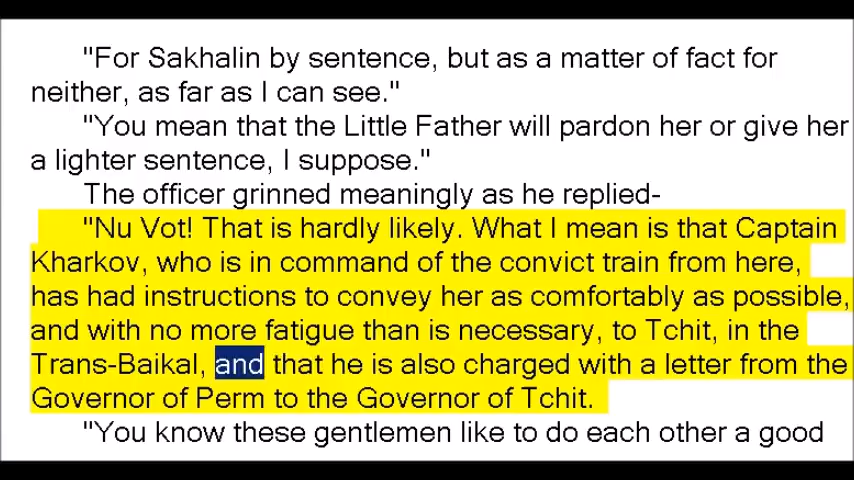 "For Sakhalin by sentence, but as a matter of fact for
neither, as far as I can see."
"You mean that the Little Father will pardon her or give her
a lighter sentence, I suppose."
The officer grinned meaningly as he replied-
"Nu Vot! That is hardly likely. What I mean is that Captain
Kharkov, who is in command of the convict train from here,
has had instructions to convey her as comfortably as possible,
and with no more fatigue than is necessary, to Tchit, in the
Trans-Baikal, and that he is also charged with a letter from the
Governor of Perm to the Governor of Tchit.
"You know these gentlemen like to do each other a good